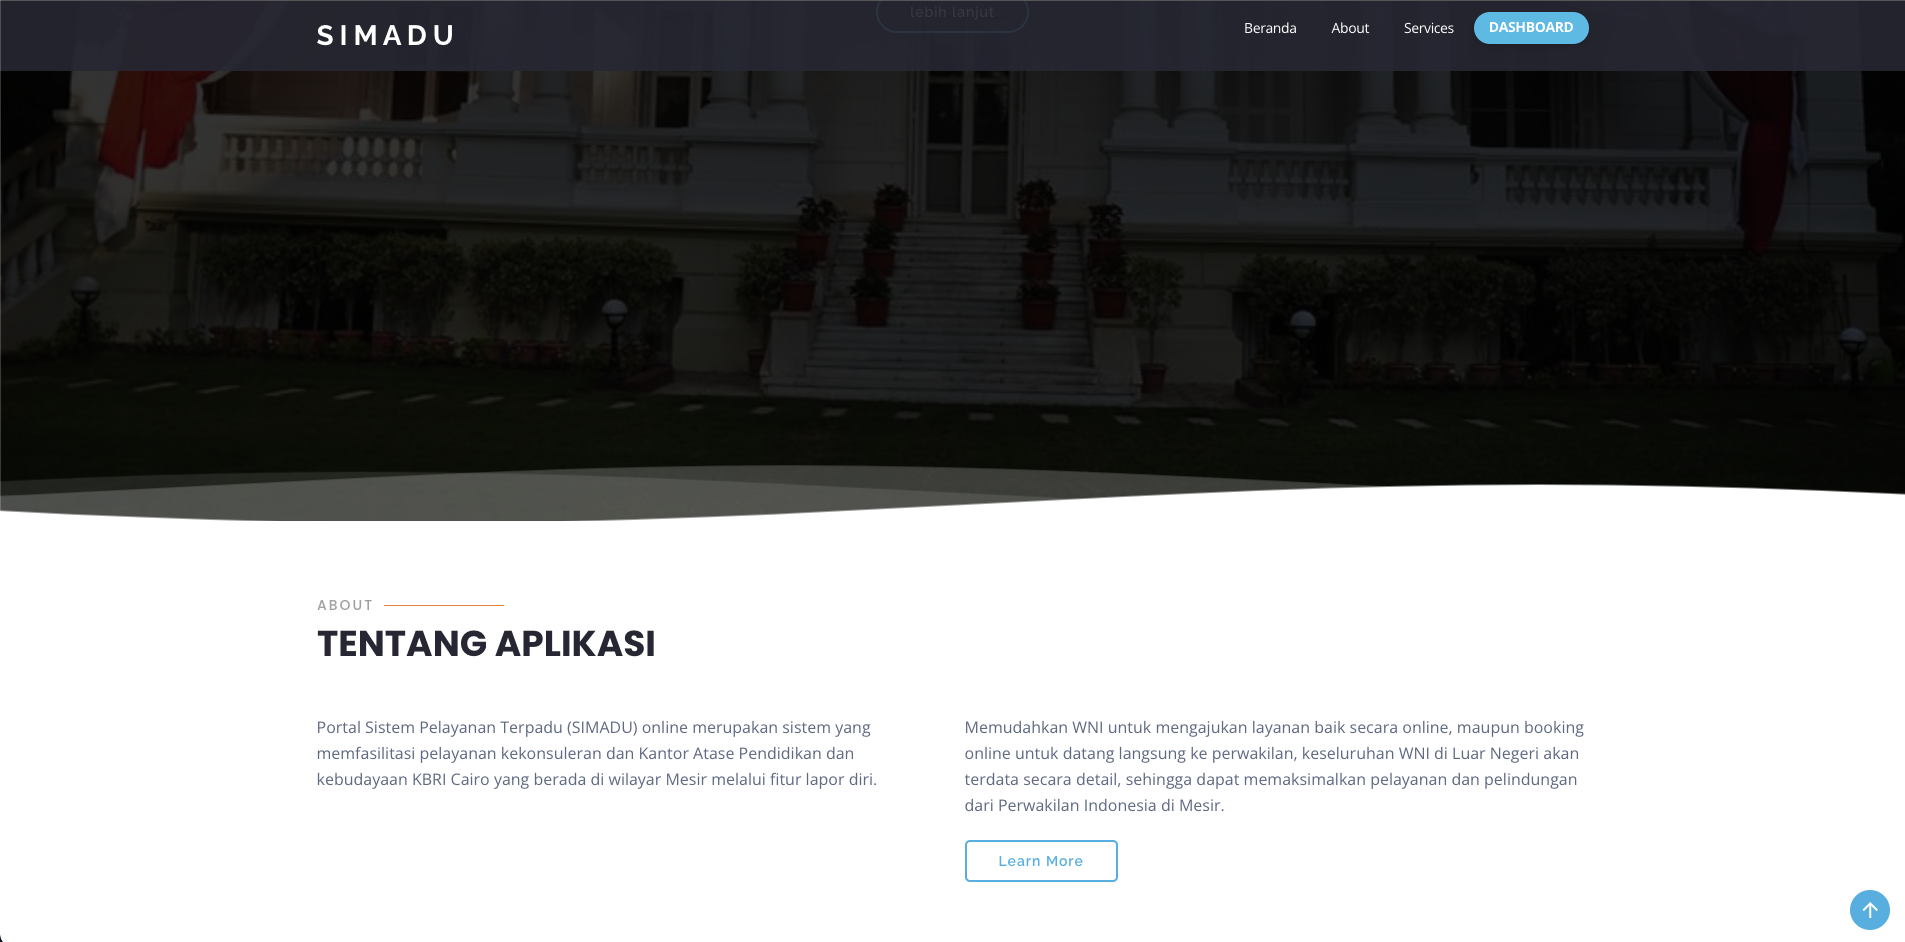 lebih lanjut
SIMADU
Beranda
About
Services
DASHBOARD
ABOUT
TENTANG APLIKASI
Portal Sistem Pelayanan Terpadu (SIMADU) online merupakan sistem yang
memfasilitasi pelayanan kekonsuleran dan Kantor Atase Pendidikan dan
kebudayaan KBRI Cairo yang berada di wilayar Mesir melalui fitur lapor diri.
Memudahkan WNI untuk mengajukan layanan baik secara online, maupun booking
online untuk datang langsung ke perwakilan, keseluruhan WNI di Luar Negeri akan
terdata secara detail, sehingga dapat memaksimalkan pelayanan dan pelindungan
dari Perwakilan Indonesia di Mesir.
Learn More